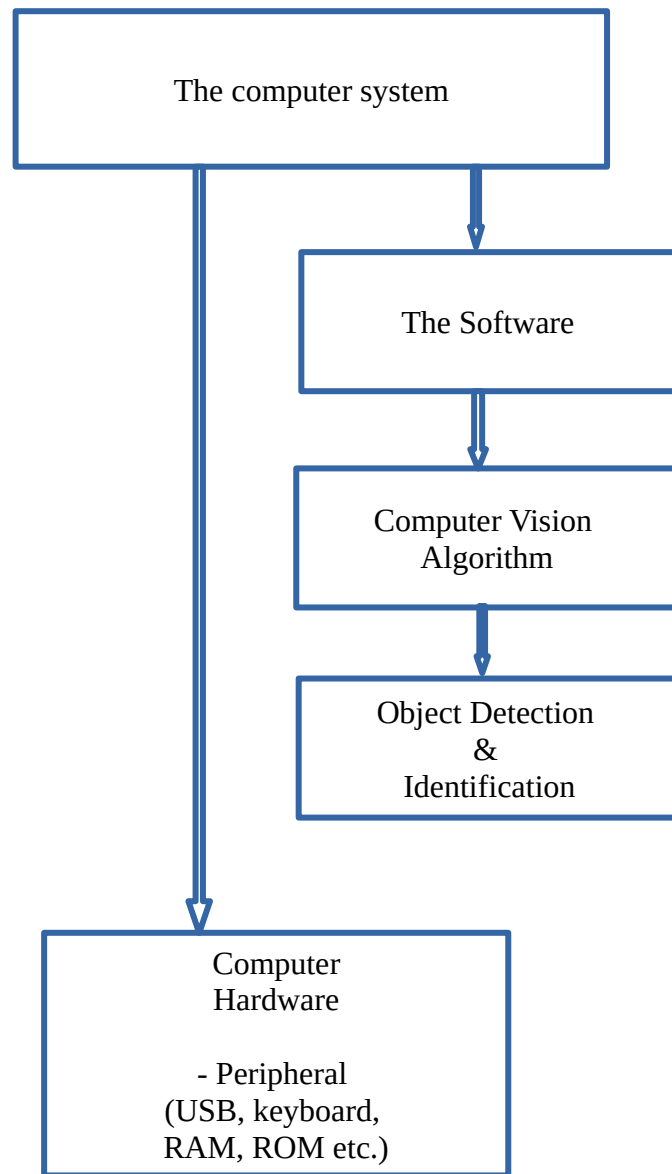 The computer system
The Software
Computer Vision
Algorithm
Object Detection
&
Identification
Computer
Hardware
- Peripheral
(USB, keyboard,
RAM, ROM etc.)